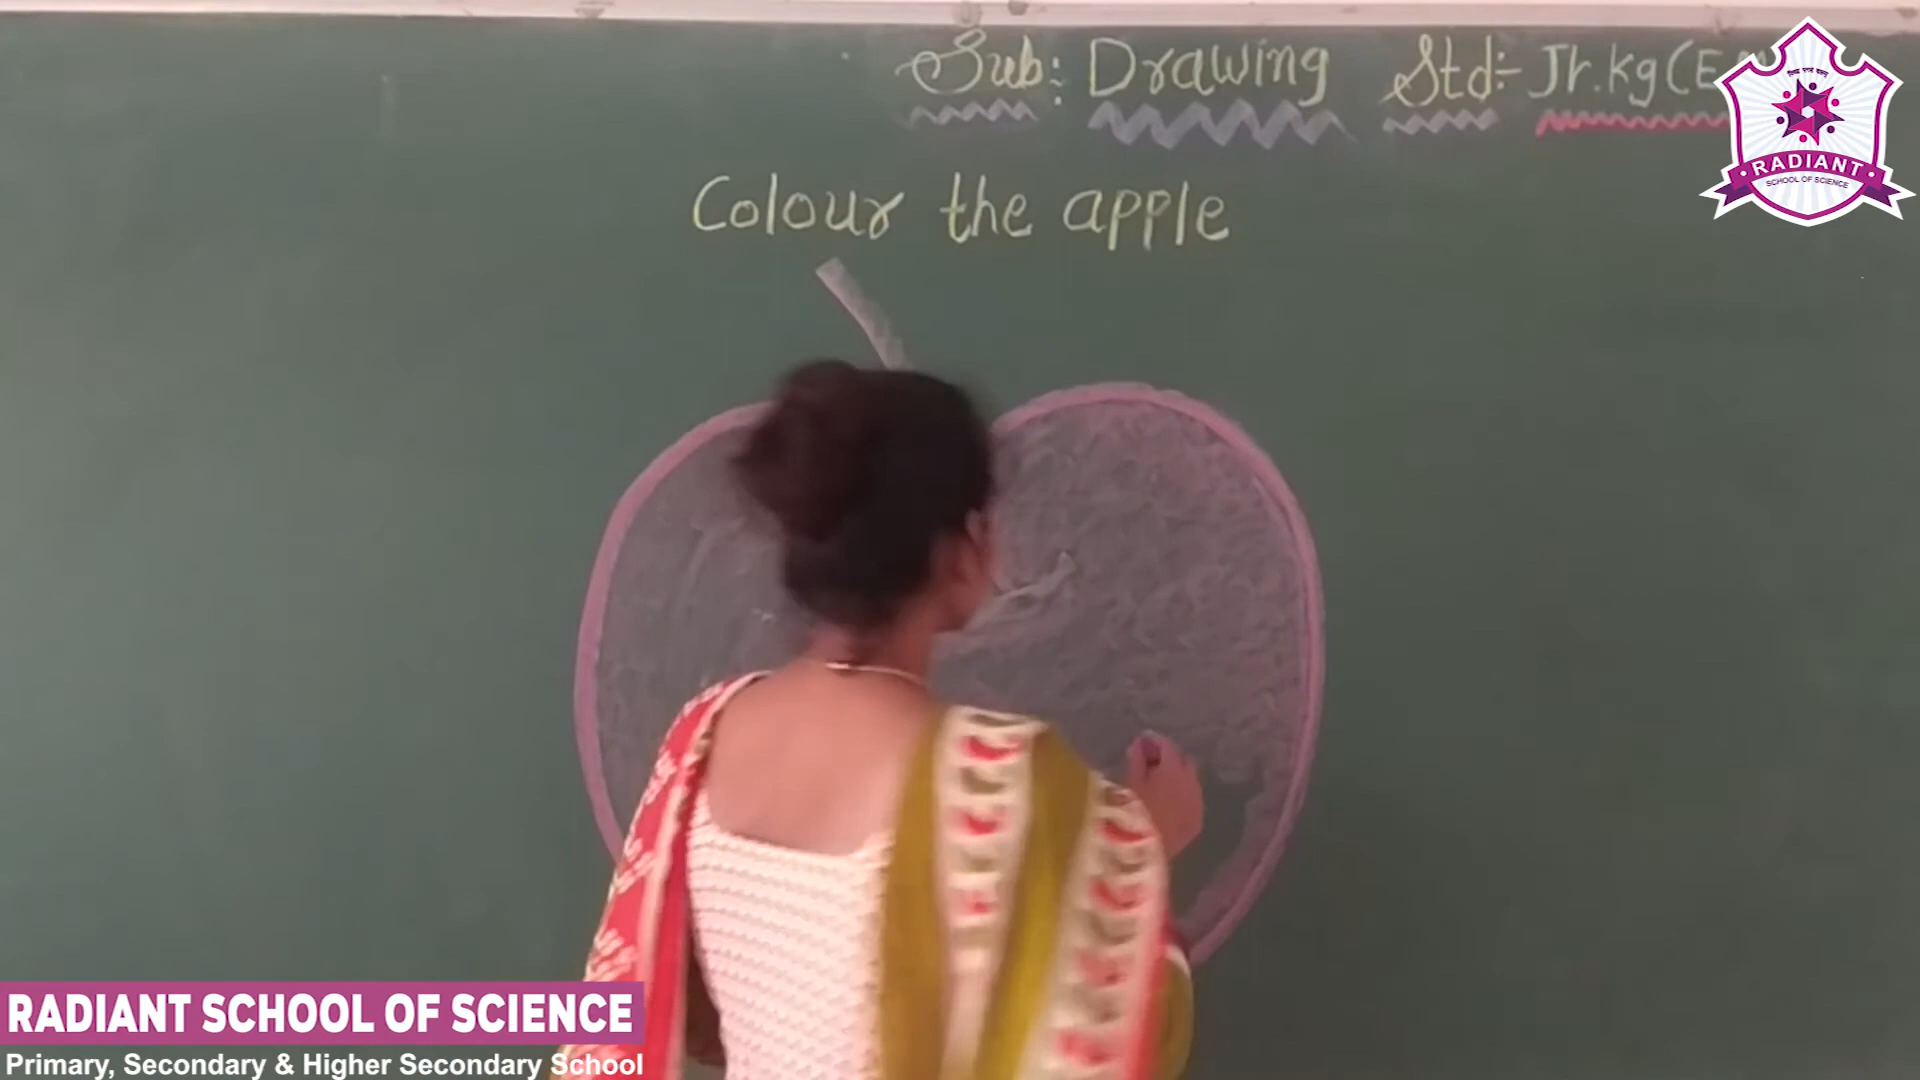 Sub: Drawing Std:- Jr.kg(E
Colour the apple
RADIANT
SCHOOL OF SCIENCE
RADIANT SCHOOL OF SCIENCE
Primary, Secondary & Higher Secondary School